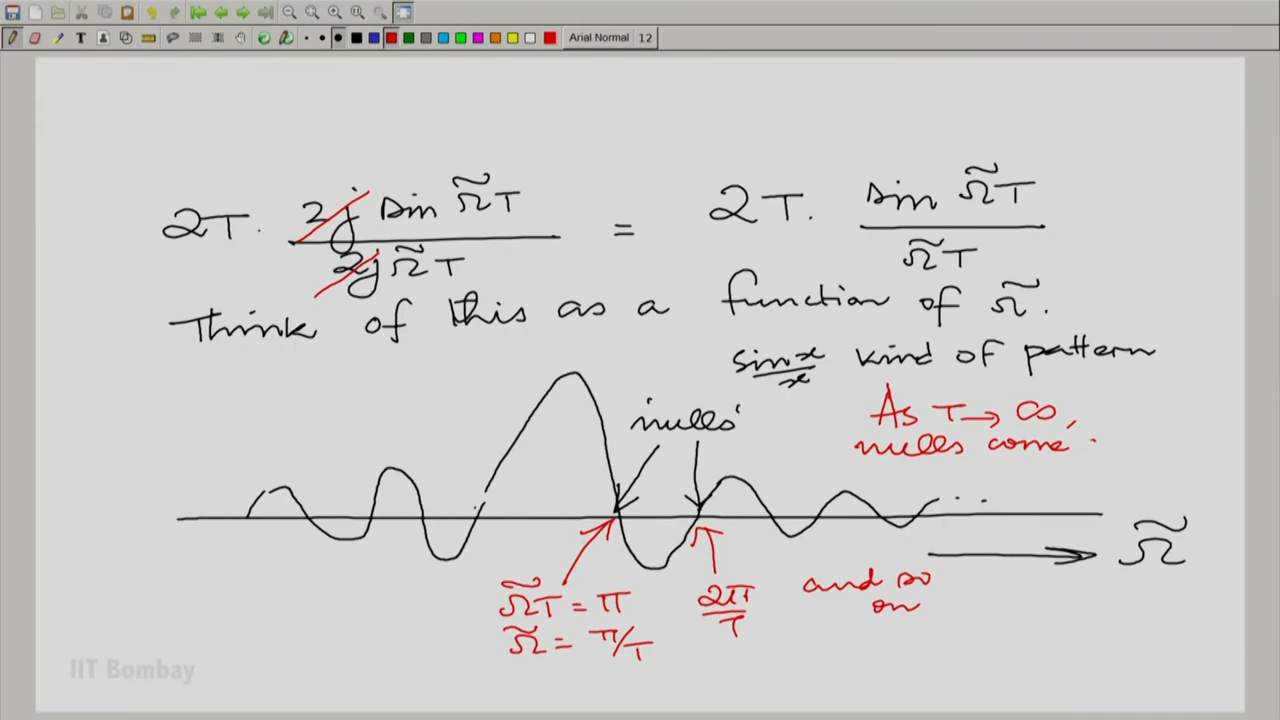 Arial Normal 12
2T. 2j sin Ω̃T / 2j Ω̃T = 2T. sin Ω̃T / Ω̃T
Think of this as a function of Ω̃.
sin x / x kind of pattern
'nulls'
As T → ∞,
nulls come
...
Ω̃
Ω̃T = π
Ω̃ = π/T
2π / T
and so
on
IIT Bombay